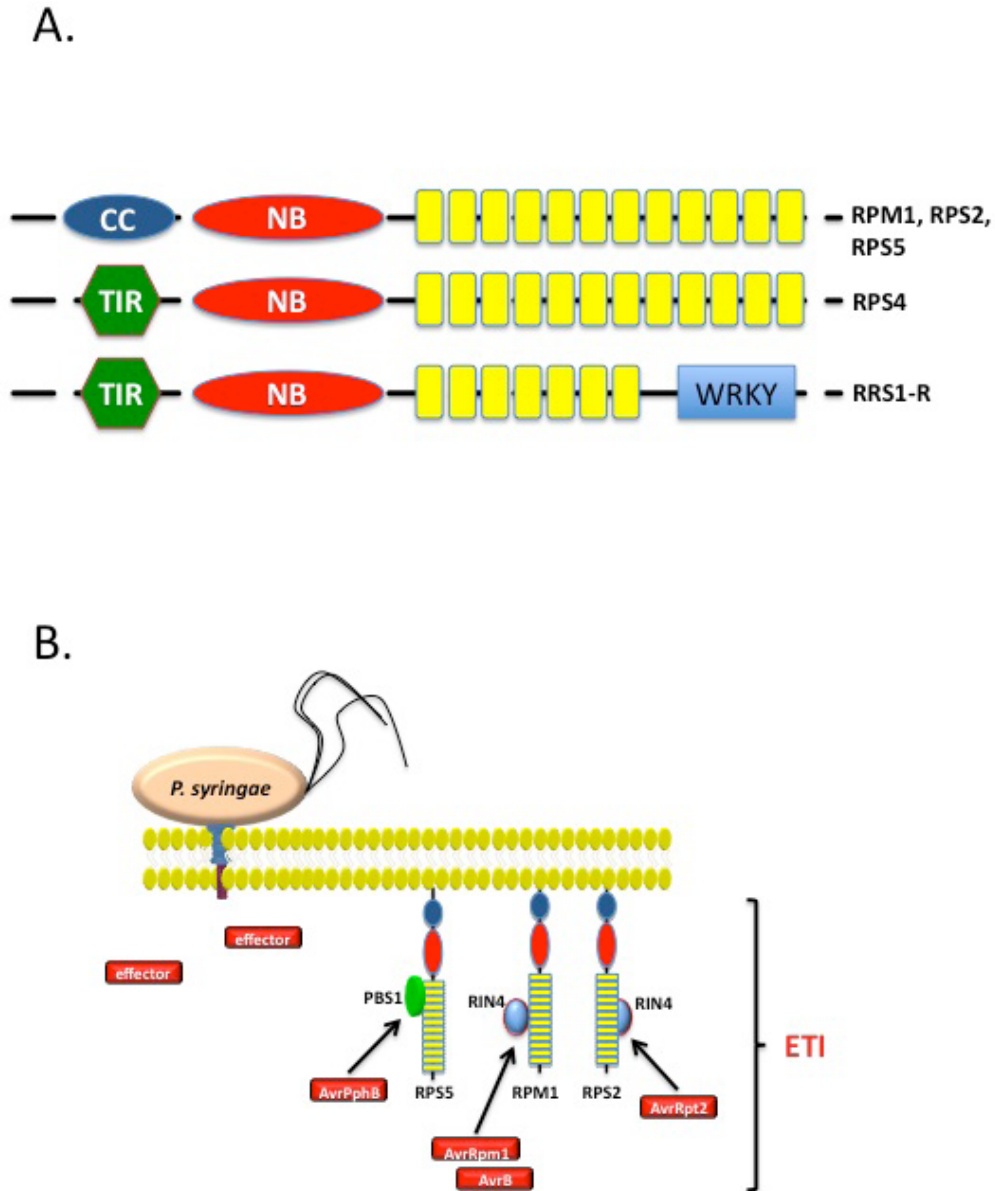 A.
CC NB RPM1, RPS2,
RPS5
TIR NB RPS4
TIR NB WRKY RRS1-R
B.
P. syringae
effector
effector
PBS1 RIN4 RIN4
ETI
AvrPphB RPS5 RPM1 RPS2
AvrRpt2
AvrRpm1
AvrB